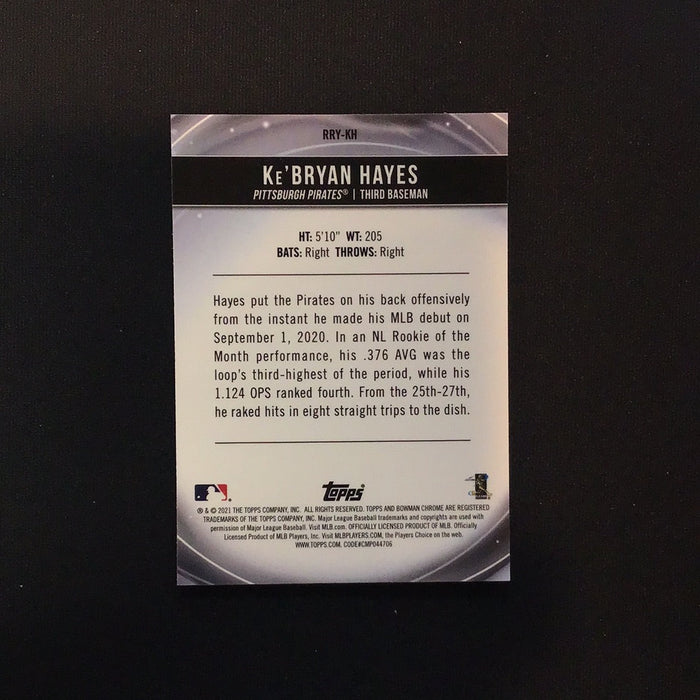 RRY-KH
KE'BRYAN HAYES
PITTSBURGH PIRATES® | THIRD BASEMAN
HT: 5'10" WT: 205
BATS: Right THROWS: Right
Hayes put the Pirates on his back offensively
from the instant he made his MLB debut on
September 1, 2020. In an NL Rookie of the
Month performance, his .376 AVG was the
loop's third-highest of the period, while his
1.124 OPS ranked fourth. From the 25th-27th,
he raked hits in eight straight trips to the dish.
Topps
® & © 2021 THE TOPPS COMPANY, INC. ALL RIGHTS RESERVED. TOPPS AND BOWMAN CHROME ARE REGISTERED
TRADEMARKS OF THE TOPPS COMPANY, INC. Major League Baseball trademarks and copyrights are used with
permission of Major League Baseball. Visit MLB.com. OFFICIALLY LICENSED PRODUCT OF MLB. Officially
Licensed Product of MLB Players, Inc. Visit MLBPLAYERS.COM, the Players Choice on the web.
WWW.TOPPS.COM, CODE#CMP044706